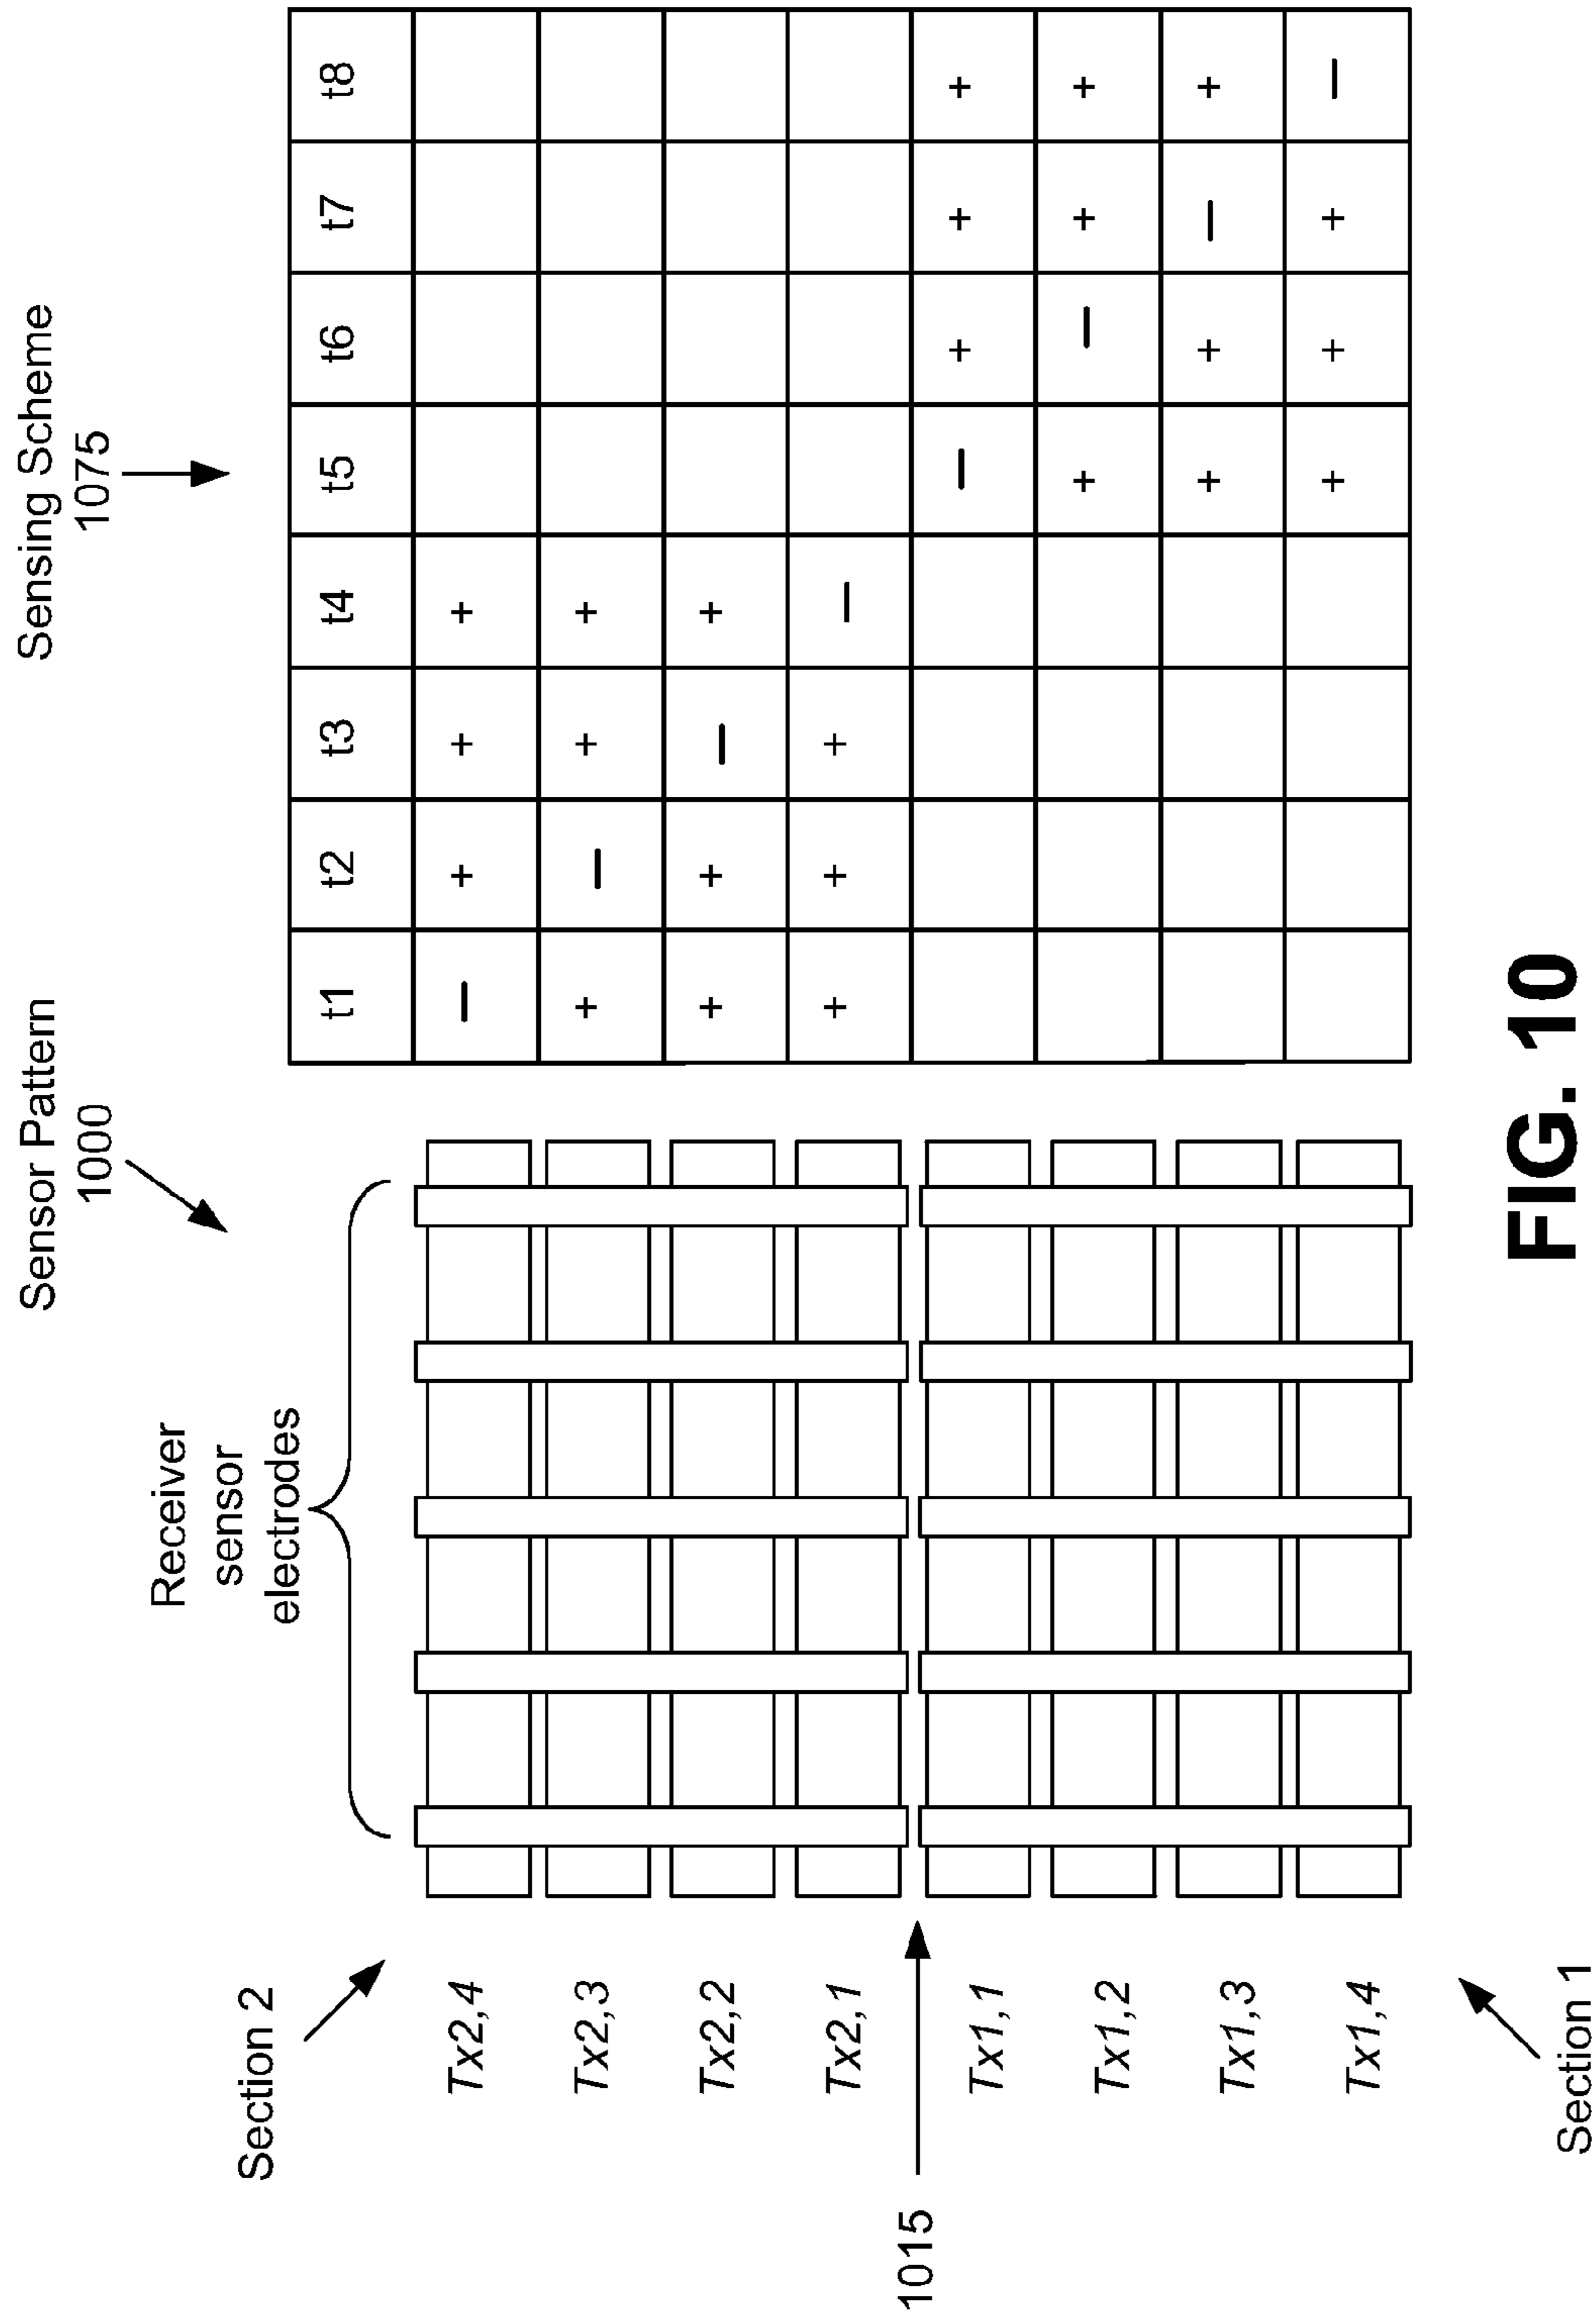 Sensor Pattern
1000
Sensing Scheme
1075
Receiver
sensor
electrodes
Section 2
t1 t2 t3 t4 t5 t6 t7 t8
Tx2,4 − + + +
Tx2,3 + − + +
Tx2,2 + + − +
Tx2,1 + + + −
1015
Tx1,1 − + + +
Tx1,2 + − + +
Tx1,3 + + − +
Tx1,4 + + + −
Section 1
FIG. 10